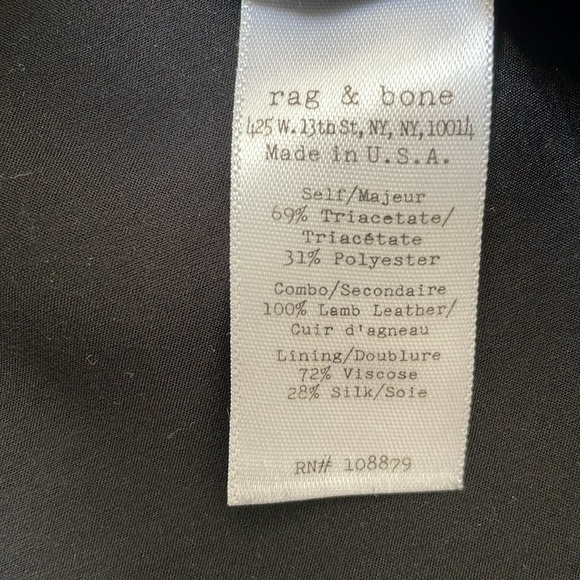 rag & bone
425 W. 13th St, NY, NY, 10014
Made in U.S.A.
Self/Majeur
69% Triacetate/
Triacétate
31% Polyester
Combo/Secondaire
100% Lamb Leather/
Cuir d'agneau
Lining/Doublure
72% Viscose
28% Silk/Soie
RN# 108879